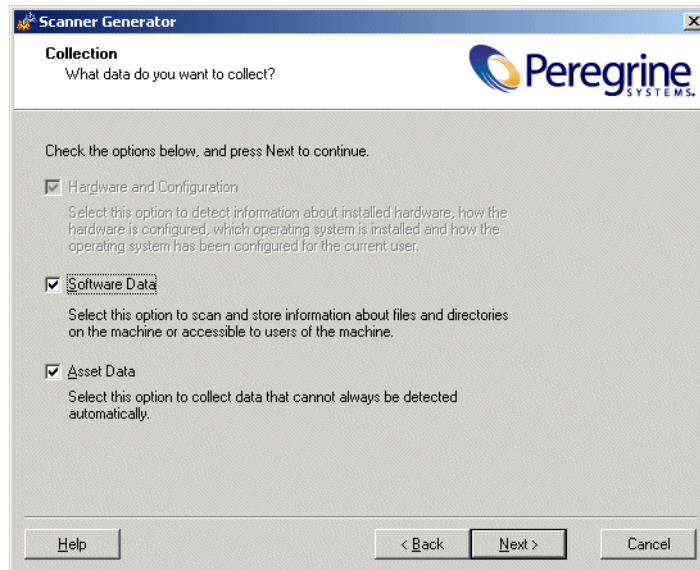 Scanner Generator
Collection
What data do you want to collect?
Peregrine
SYSTEMS.
Check the options below, and press Next to continue.
Hardware and Configuration
Select this option to detect information about installed hardware, how the
hardware is configured, which operating system is installed and how the
operating system has been configured for the current user.
Software Data
Select this option to scan and store information about files and directories
on the machine or accessible to users of the machine.
Asset Data
Select this option to collect data that cannot always be detected
automatically.
Help
< Back
Next >
Cancel